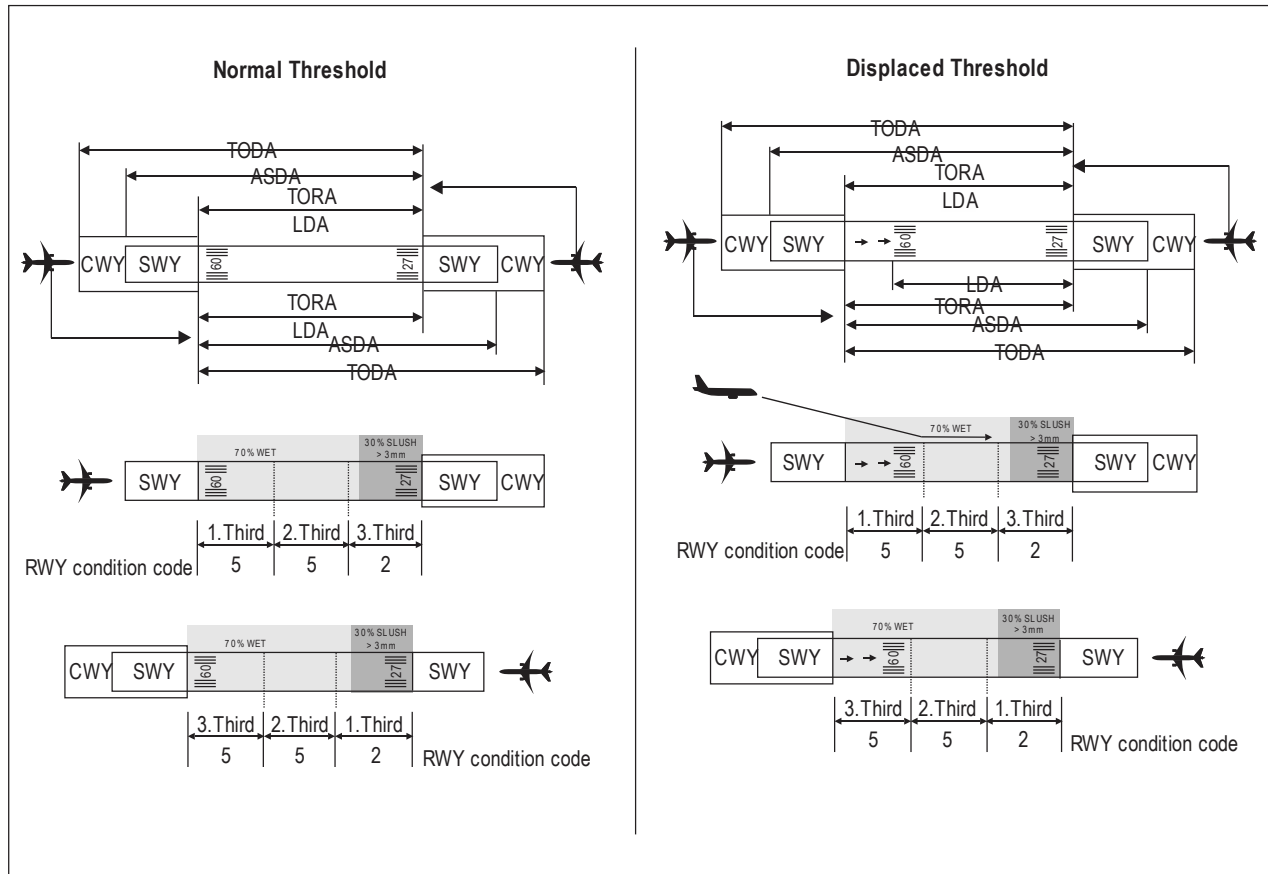 Normal Threshold
TODA
ASDA
TORA
LDA
CWY SWY 09 27 SWY CWY
TORA
LDA
ASDA
TODA
70% WET
30% SLUSH
> 3mm
SWY 09 27 SWY CWY
1.Third 2.Third 3.Third
RWY condition code 5 5 2
70% WET
30% SLUSH
> 3mm
CWY SWY 09 27 SWY
3.Third 2.Third 1.Third
5 5 2 RWY condition code
Displaced Threshold
TODA
ASDA
TORA
LDA
CWY SWY 09 27 SWY CWY
LDA
TORA
ASDA
TODA
70% WET
30% SLUSH
> 3mm
SWY 09 27 SWY CWY
1.Third 2.Third 3.Third
RWY condition code 5 5 2
70% WET
30% SLUSH
> 3mm
CWY SWY 09 27 SWY
3.Third 2.Third 1.Third
5 5 2 RWY condition code